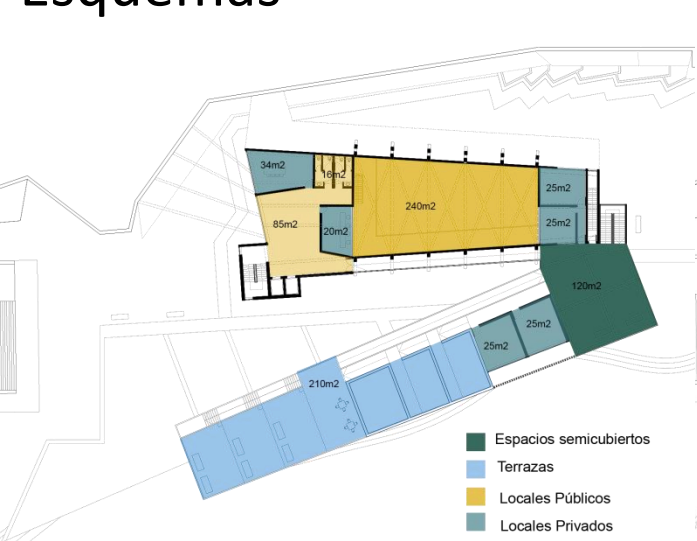 Esquemas
34m2
16m2
25m2
240m2
85m2
20m2
25m2
120m2
25m2
25m2
210m2
Espacios semicubiertos
Terrazas
Locales Públicos
Locales Privados